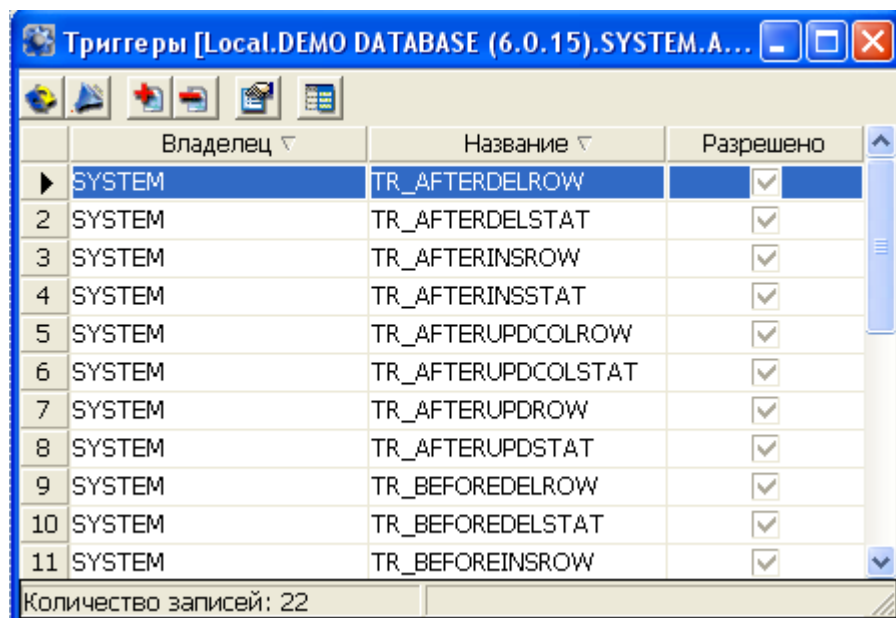 Триггеры [Local.DEMO DATABASE (6.0.15).SYSTEM.A...
Владелец Название Разрешено
SYSTEM TR_AFTERDELROW
2 SYSTEM TR_AFTERDELSTAT
3 SYSTEM TR_AFTERINSROW
4 SYSTEM TR_AFTERINSSTAT
5 SYSTEM TR_AFTERUPDCOLROW
6 SYSTEM TR_AFTERUPDCOLSTAT
7 SYSTEM TR_AFTERUPDROW
8 SYSTEM TR_AFTERUPDSTAT
9 SYSTEM TR_BEFOREDELROW
10 SYSTEM TR_BEFOREDELSTAT
11 SYSTEM TR_BEFOREINSROW
Количество записей: 22